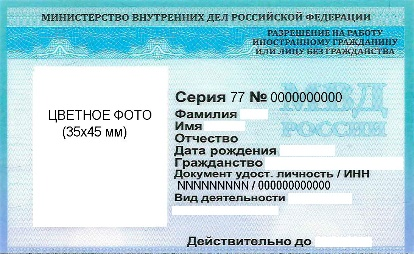 МИНИСТЕРСТВО ВНУТРЕННИХ ДЕЛ РОССИЙСКОЙ ФЕДЕРАЦИИ
РАЗРЕШЕНИЕ НА РАБОТУ
ИНОСТРАННОМУ ГРАЖДАНИНУ
ИЛИ ЛИЦУ БЕЗ ГРАЖДАНСТВА
ЦВЕТНОЕ ФОТО
(35x45 мм)
Серия 77 № 0000000000
МВД
РОССИЯ
Фамилия
Имя
Отчество
Дата рождения
Гражданство
Документ удост. личность / ИНН
NNNNNNNNN / 000000000000
Вид деятельности
Действительно до